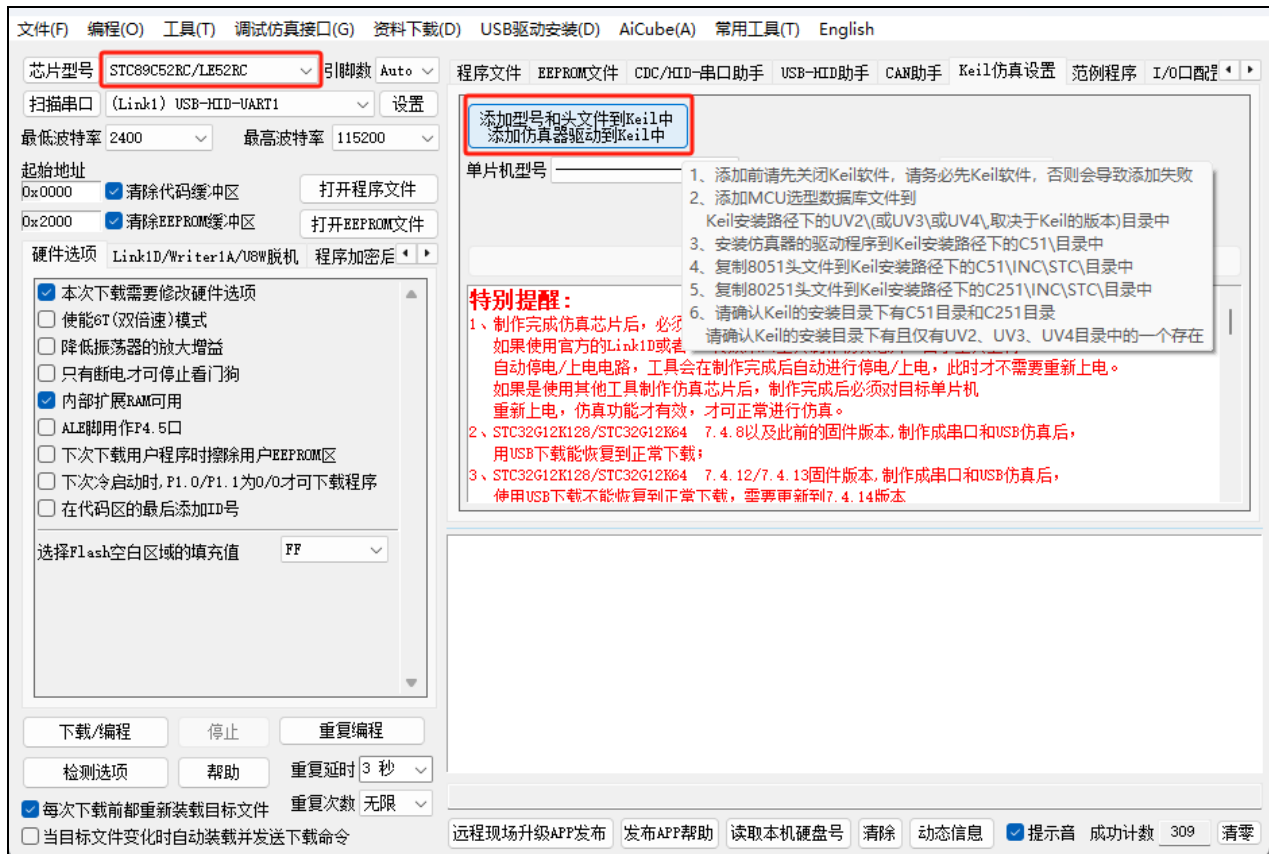 文件(F) 编程(O) 工具(T) 调试仿真接口(G) 资料下载(D) USB驱动安装(D) AiCube(A) 常用工具(T) English
芯片型号 STC89C52RC/LE52RC 引脚数 Auto
扫描串口 (Link1) USB-HID-UART1 设置
最低波特率 2400 最高波特率 115200
起始地址
0x0000 清除代码缓冲区 打开程序文件
0x2000 清除EEPROM缓冲区 打开EEPROM文件
硬件选项 Link1D/Writer1A/U8W脱机 程序加密后
本次下载需要修改硬件选项
使能6T(双倍速)模式
降低振荡器的放大增益
只有断电才可停止看门狗
内部扩展RAM可用
ALE脚用作P4.5口
下次下载用户程序时擦除用户EEPROM区
下次冷启动时,P1.0/P1.1为0/0才可下载程序
在代码区的最后添加ID号
选择Flash空白区域的填充值 FF
下载/编程 停止 重复编程
检测选项 帮助 重复延时 3 秒
每次下载前都重新装载目标文件 重复次数 无限
当目标文件变化时自动装载并发送下载命令
程序文件 EEPROM文件 CDC/HID-串口助手 USB-HID助手 CAN助手 Keil仿真设置 范例程序 I/O口配
添加型号和头文件到Keil中
添加仿真器驱动到Keil中
单片机型号
1、添加前请先关闭Keil软件，请务必先Keil软件，否则会导致添加失败
2、添加MCU选型数据库文件到
Keil安装路径下的UV2\(或UV3\或UV4\,取决于Keil的版本)目录中
3、安装仿真器的驱动程序到Keil安装路径下的C51\目录中
4、复制8051头文件到Keil安装路径下的C51\INC\STC\目录中
5、复制80251头文件到Keil安装路径下的C251\INC\STC\目录中
6、请确认Keil的安装目录下有C51目录和C251目录
请确认Keil的安装目录下有且仅有UV2、UV3、UV4目录中的一个存在
特别提醒：
1、制作完成仿真芯片后，必须
如果使用官方的Link1D或者
自动停电/上电电路，工具会在制作完成后自动进行停电/上电，此时才不需要重新上电。
如果是使用其他工具制作仿真芯片后，制作完成后必须对目标单片机
重新上电，仿真功能才有效，才可正常进行仿真。
2、STC32G12K128/STC32G12K64 7.4.8以及此前的固件版本,制作成串口和USB仿真后，
用USB下载能恢复到正常下载；
3、STC32G12K128/STC32G12K64 7.4.12/7.4.13固件版本,制作成串口和USB仿真后，
使用USB下载不能恢复到正常下载，需要更新到7.4.14版本
远程现场升级APP发布 发布APP帮助 读取本机硬盘号 清除 动态信息 提示音 成功计数 309 清零